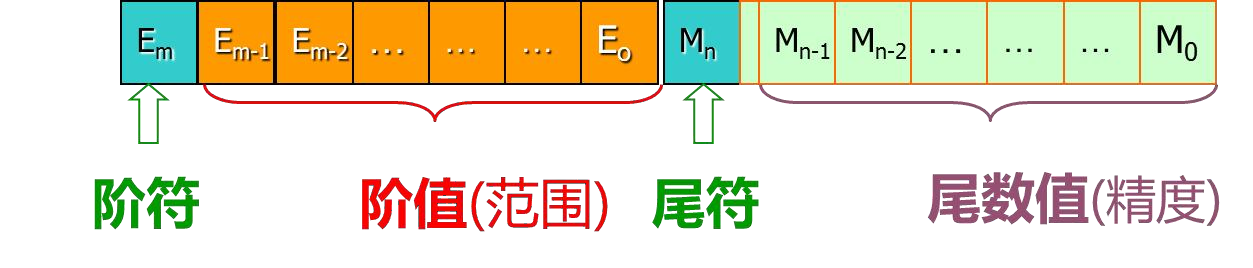 Em Em-1 Em-2 … … … Eo Mn Mn-1 Mn-2 … … … M0
阶符 阶值(范围) 尾符 尾数值(精度)